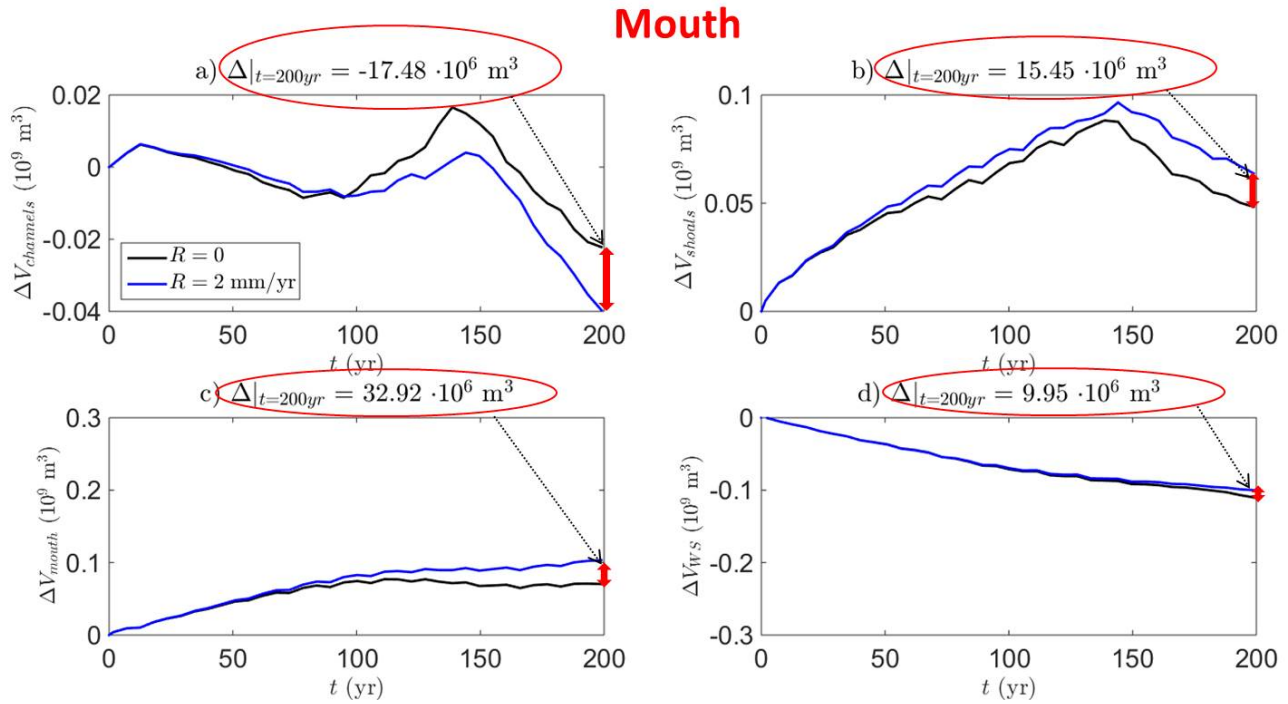 Mouth
a) Δ|t=200yr = -17.48 ·10⁶ m³
b) Δ|t=200yr = 15.45 ·10⁶ m³
0.02
0
-0.02
-0.04
ΔVchannels (10⁹ m³)
R = 0
R = 2 mm/yr
0 50 100 150 200
t (yr)
0.1
0.05
0
ΔVshoals (10⁹ m³)
0 50 100 150 200
t (yr)
c) Δ|t=200yr = 32.92 ·10⁶ m³
d) Δ|t=200yr = 9.95 ·10⁶ m³
0.3
0.2
0.1
0
ΔVmouth (10⁹ m³)
0 50 100 150 200
t (yr)
0
-0.1
-0.2
-0.3
ΔVWS (10⁹ m³)
0 50 100 150 200
t (yr)